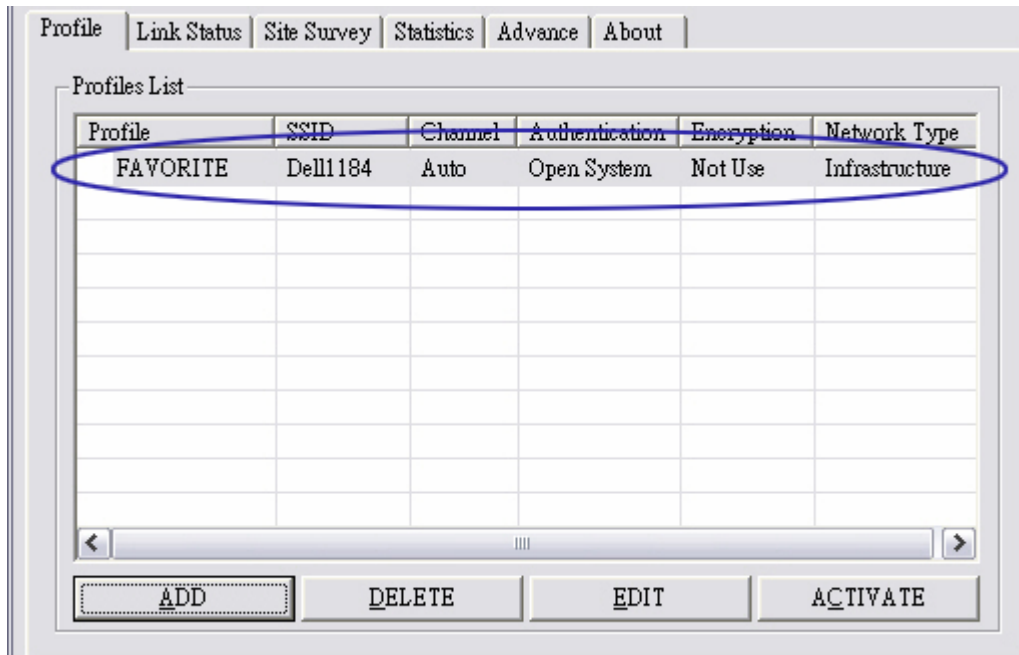 Profile Link Status Site Survey Statistics Advance About
Profiles List
Profile SSID Channel Authentication Encryption Network Type
FAVORITE Dell1184 Auto Open System Not Use Infrastructure
ADD DELETE EDIT ACTIVATE